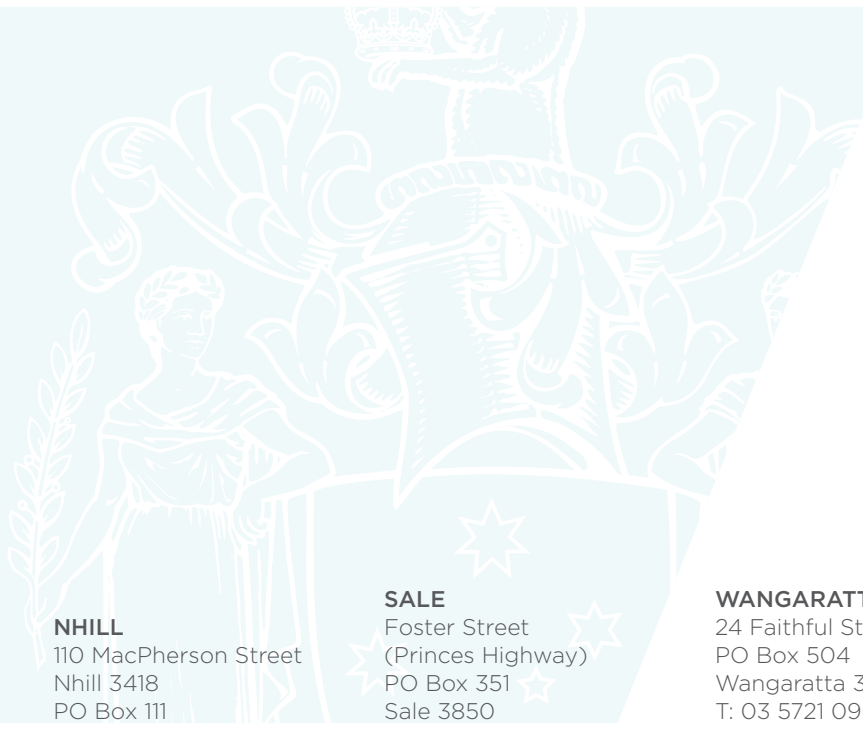 NHILL
110 MacPherson Street
Nhill 3418
PO Box 111
SALE
Foster Street
(Princes Highway)
PO Box 351
Sale 3850
WANGARATT
24 Faithful St
PO Box 504
Wangaratta 3
T: 03 5721 09